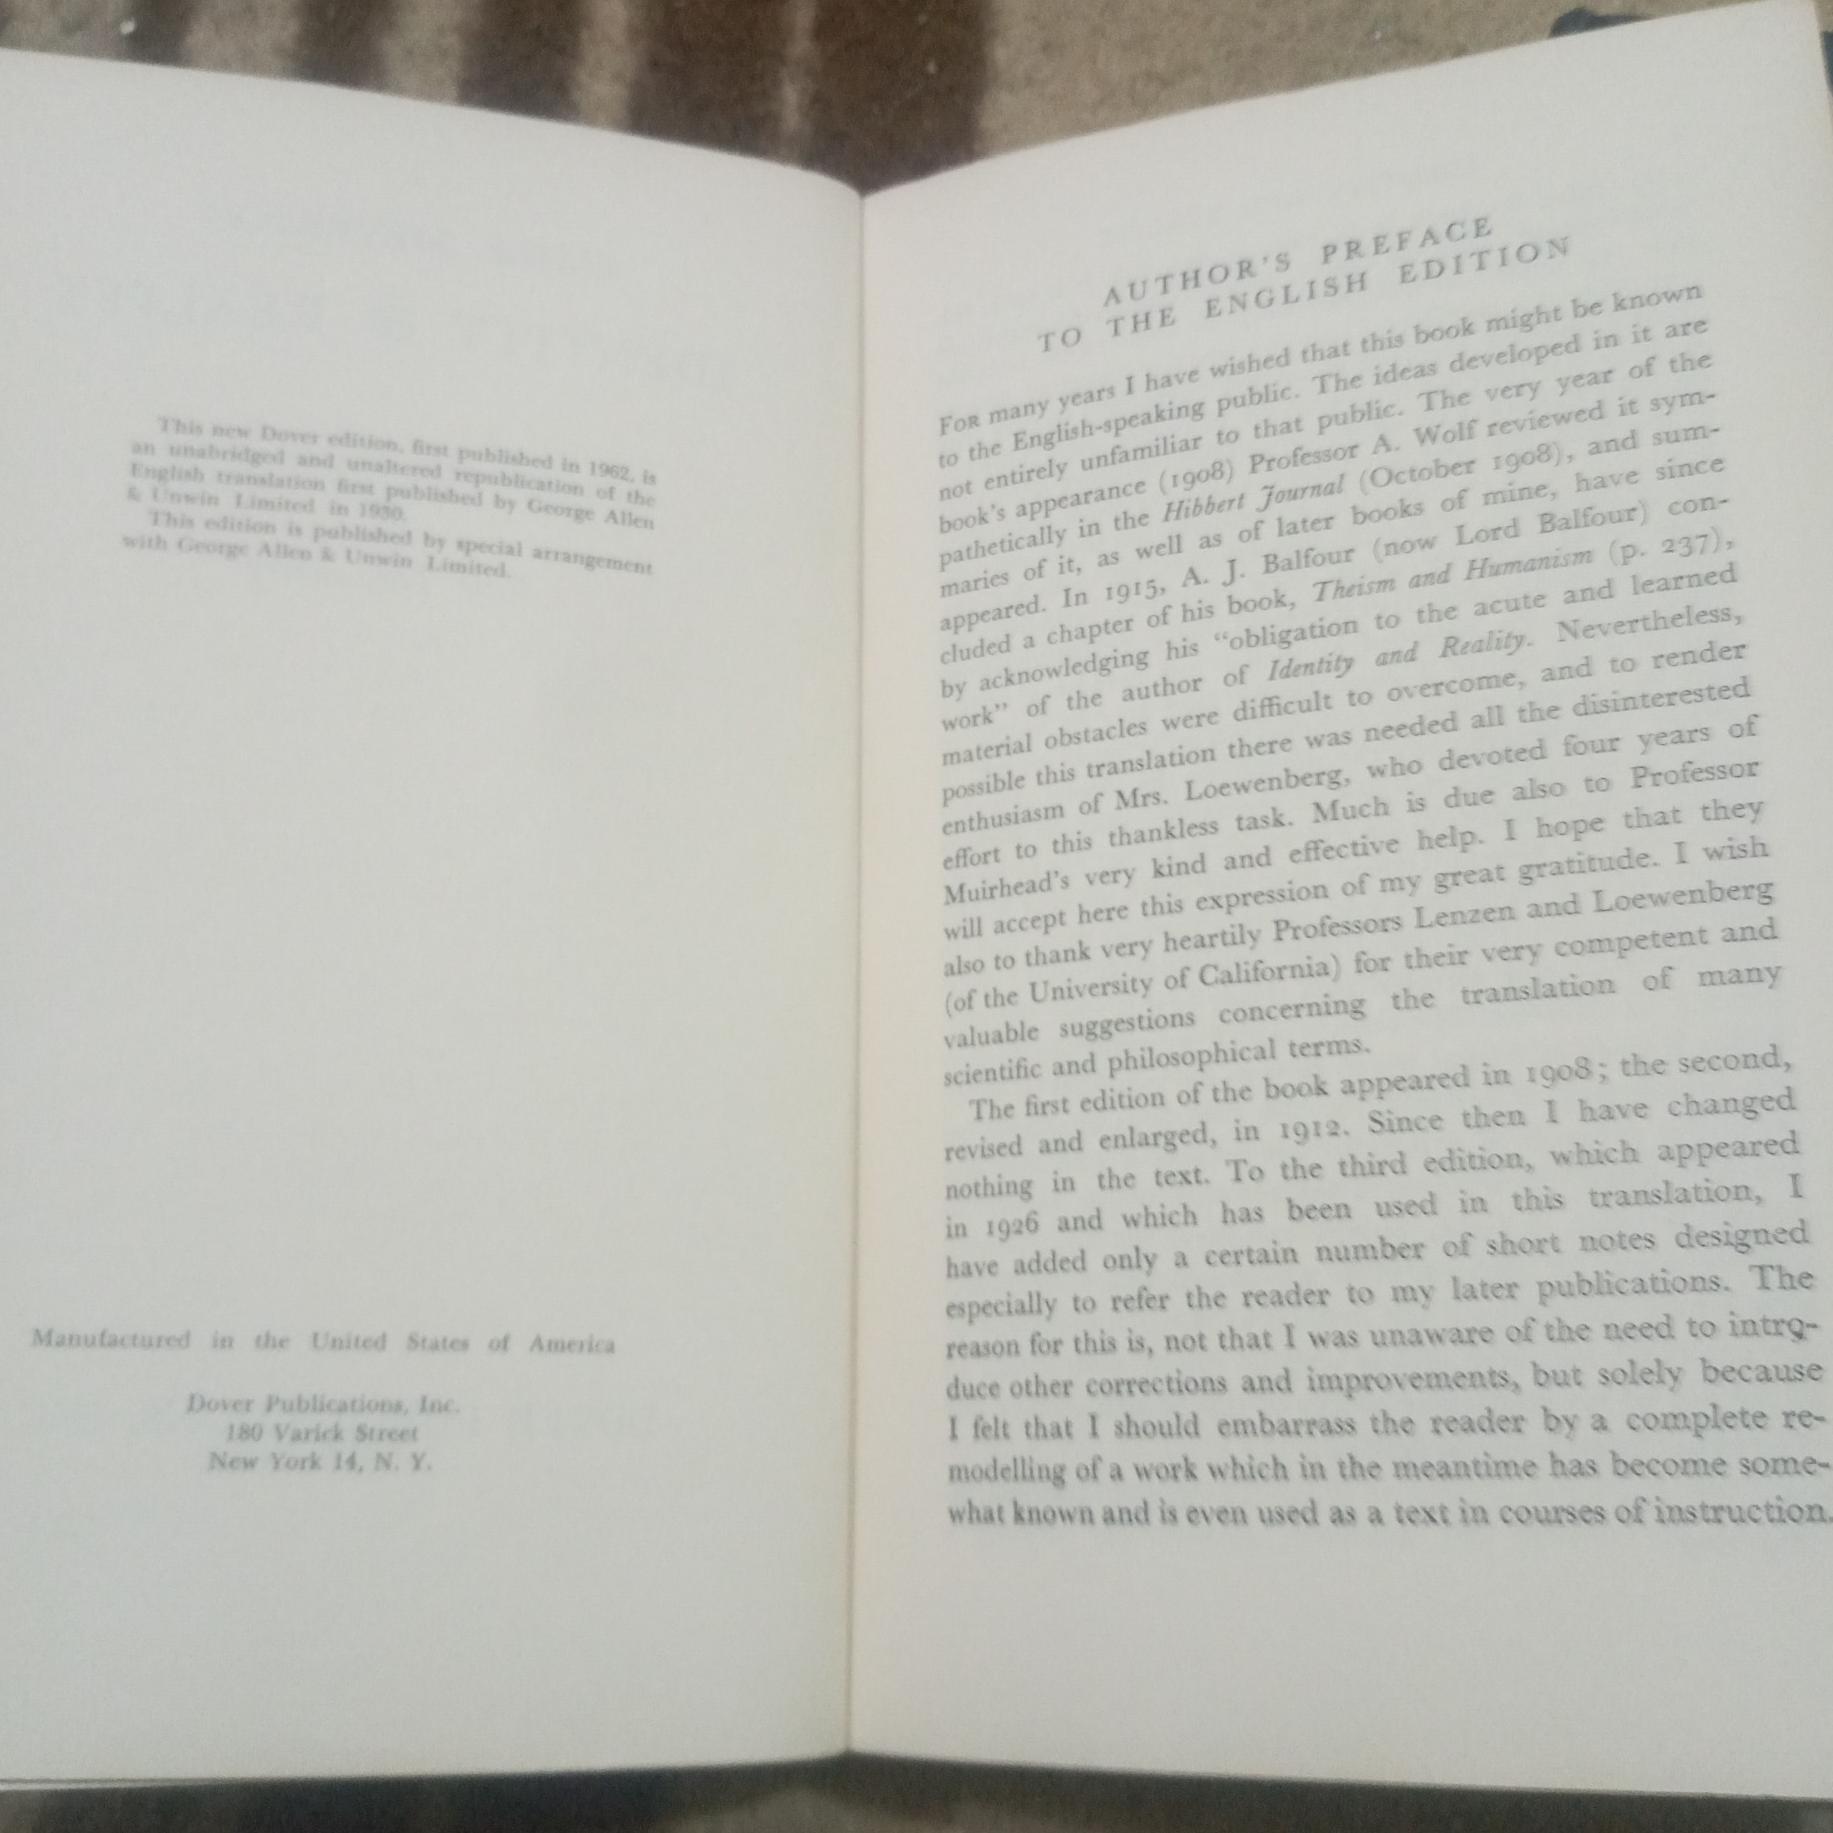 This new Dover edition, first published in 1962, is
an unabridged and unaltered republication of the
English translation first published by George Allen
& Unwin Limited in 1930.
This edition is published by special arrangement
with George Allen & Unwin Limited.
Manufactured in the United States of America
Dover Publications, Inc.
180 Varick Street
New York 14, N. Y.
AUTHOR'S PREFACE
TO THE ENGLISH EDITION
FOR many years I have wished that this book might be known
to the English-speaking public. The ideas developed in it are
not entirely unfamiliar to that public. The very year of the
book's appearance (1908) Professor A. Wolf reviewed it sym-
pathetically in the Hibbert Journal (October 1908), and sum-
maries of it, as well as of later books of mine, have since
appeared. In 1915, A. J. Balfour (now Lord Balfour) con-
cluded a chapter of his book, Theism and Humanism (p. 237),
by acknowledging his “obligation to the acute and learned
work” of the author of Identity and Reality. Nevertheless,
material obstacles were difficult to overcome, and to render
possible this translation there was needed all the disinterested
enthusiasm of Mrs. Loewenberg, who devoted four years of
effort to this thankless task. Much is due also to Professor
Muirhead's very kind and effective help. I hope that they
will accept here this expression of my great gratitude. I wish
also to thank very heartily Professors Lenzen and Loewenberg
(of the University of California) for their very competent and
valuable suggestions concerning the translation of many
scientific and philosophical terms.
The first edition of the book appeared in 1908; the second,
revised and enlarged, in 1912. Since then I have changed
nothing in the text. To the third edition, which appeared
in 1926 and which has been used in this translation, I
have added only a certain number of short notes designed
especially to refer the reader to my later publications. The
reason for this is, not that I was unaware of the need to intro-
duce other corrections and improvements, but solely because
I felt that I should embarrass the reader by a complete re-
modelling of a work which in the meantime has become some-
what known and is even used as a text in courses of instruction.